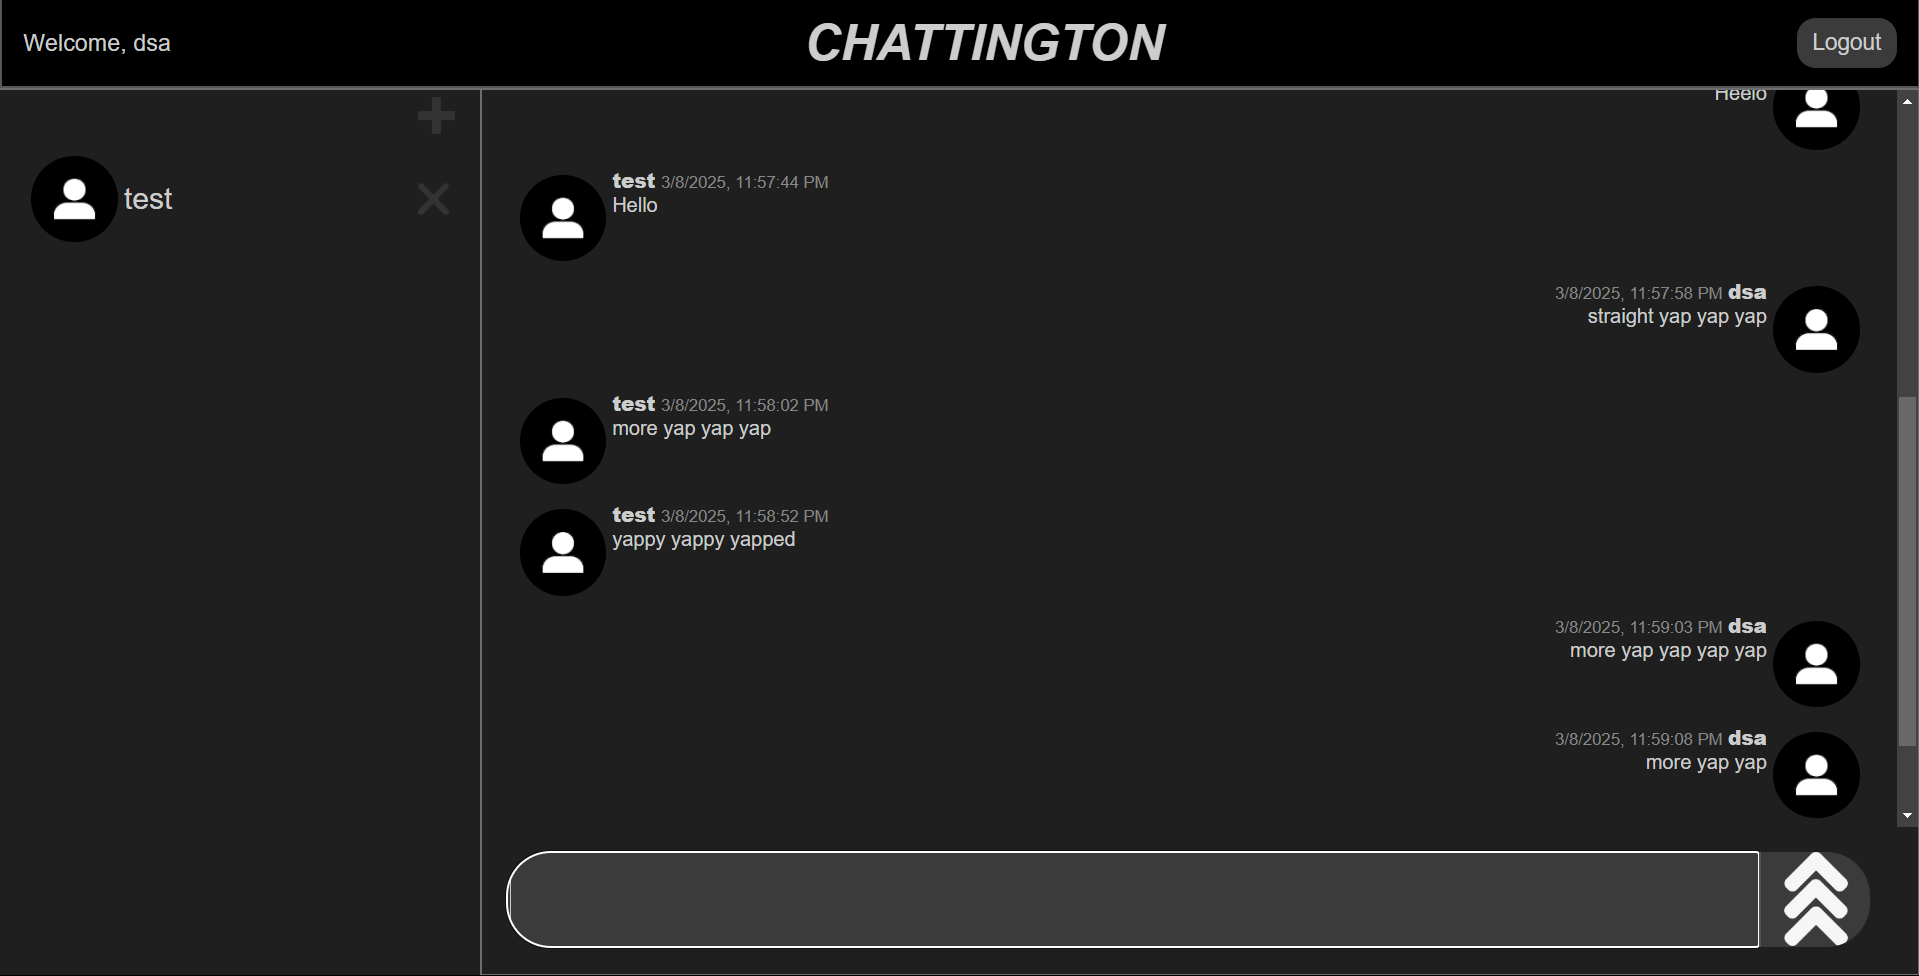 Welcome, dsa
CHATTINGTON
Logout
test
Heelo
test 3/8/2025, 11:57:44 PM
Hello
3/8/2025, 11:57:58 PM dsa
straight yap yap yap
test 3/8/2025, 11:58:02 PM
more yap yap yap
test 3/8/2025, 11:58:52 PM
yappy yappy yapped
3/8/2025, 11:59:03 PM dsa
more yap yap yap yap
3/8/2025, 11:59:08 PM dsa
more yap yap